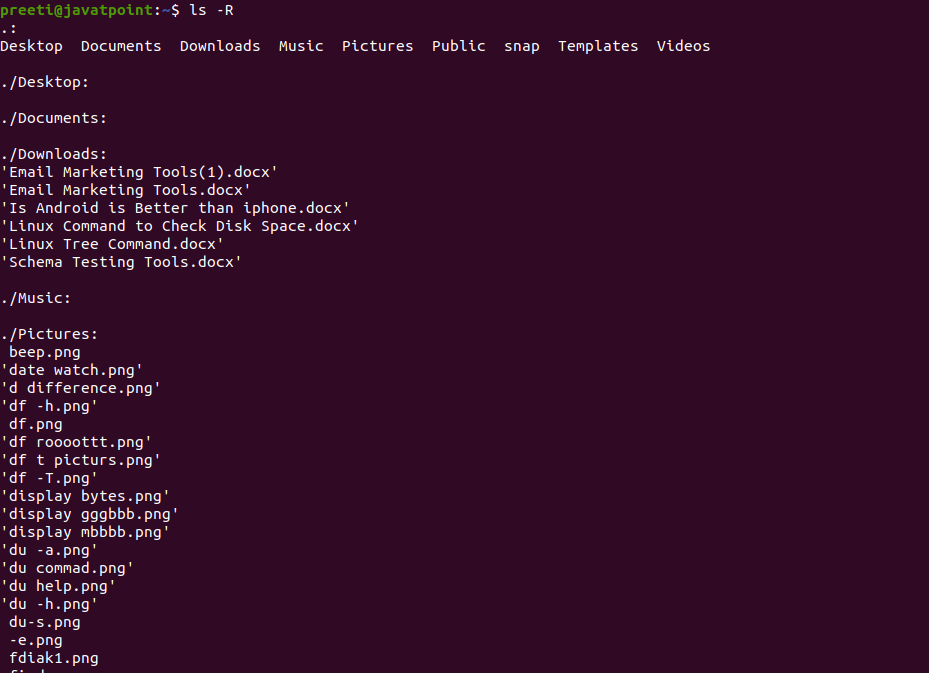 preeti@javatpoint:~$ ls -R
.:
Desktop  Documents  Downloads  Music  Pictures  Public  snap  Templates  Videos
./Desktop:
./Documents:
./Downloads:
'Email Marketing Tools(1).docx'
'Email Marketing Tools.docx'
'Is Android is Better than iphone.docx'
'Linux Command to Check Disk Space.docx'
'Linux Tree Command.docx'
'Schema Testing Tools.docx'
./Music:
./Pictures:
 beep.png
'date watch.png'
'd difference.png'
'df -h.png'
 df.png
'df rooottt.png'
'df t picturs.png'
'df -T.png'
'display bytes.png'
'display gggbbb.png'
'display mbbbb.png'
'du -a.png'
'du commad.png'
'du help.png'
'du -h.png'
 du-s.png
 -e.png
 fdiak1.png